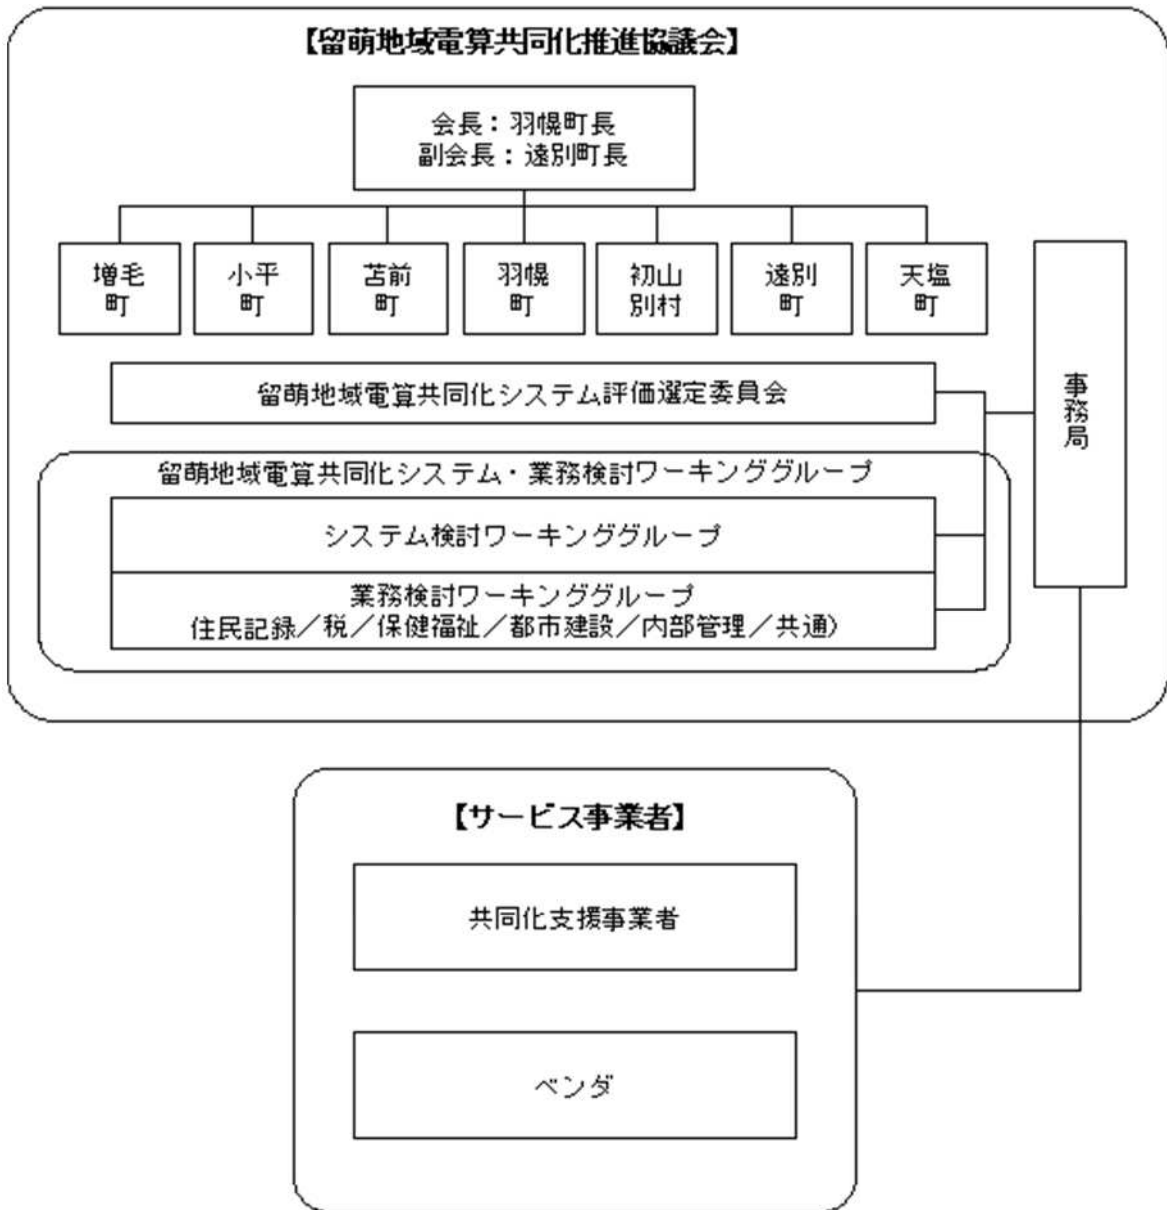 【留萌地域電算共同化推進協議会】
会長：羽幌町長
副会長：遠別町長
増毛
町
小平
町
苫前
町
羽幌
町
初山
別村
遠別
町
天塩
町
事務局
留萌地域電算共同化システム評価選定委員会
留萌地域電算共同化システム・業務検討ワーキンググループ
システム検討ワーキンググループ
業務検討ワーキンググループ
住民記録／税／保健福祉／都市建設／内部管理／共通）
【サービス事業者】
共同化支援事業者
ベンダ